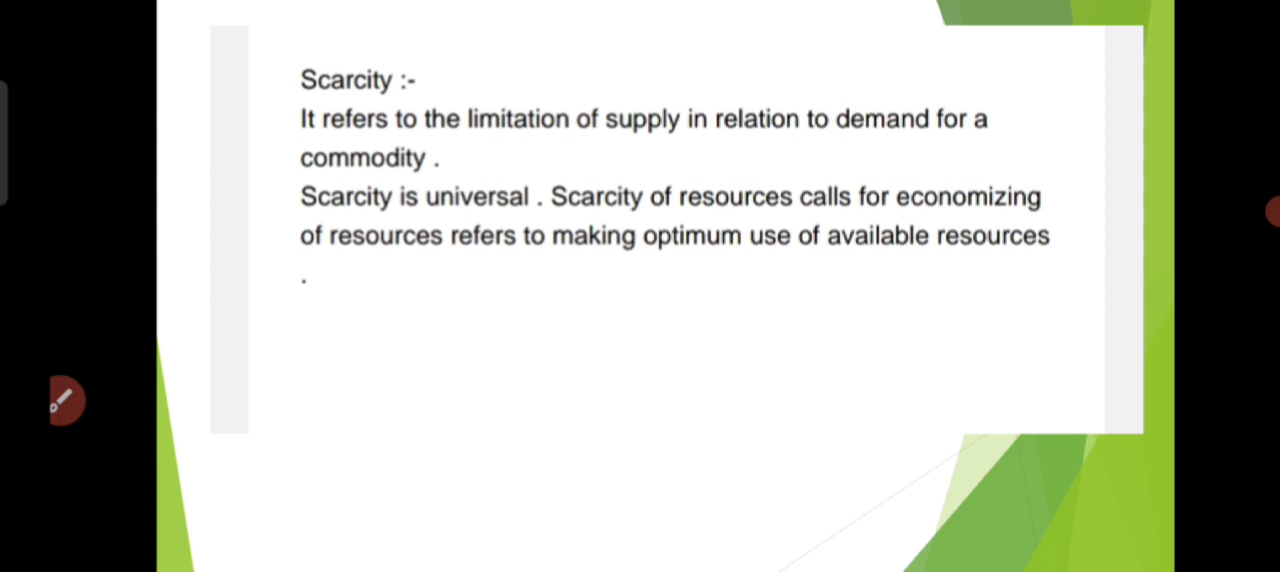 Scarcity :-
It refers to the limitation of supply in relation to demand for a
commodity .
Scarcity is universal . Scarcity of resources calls for economizing
of resources refers to making optimum use of available resources
.